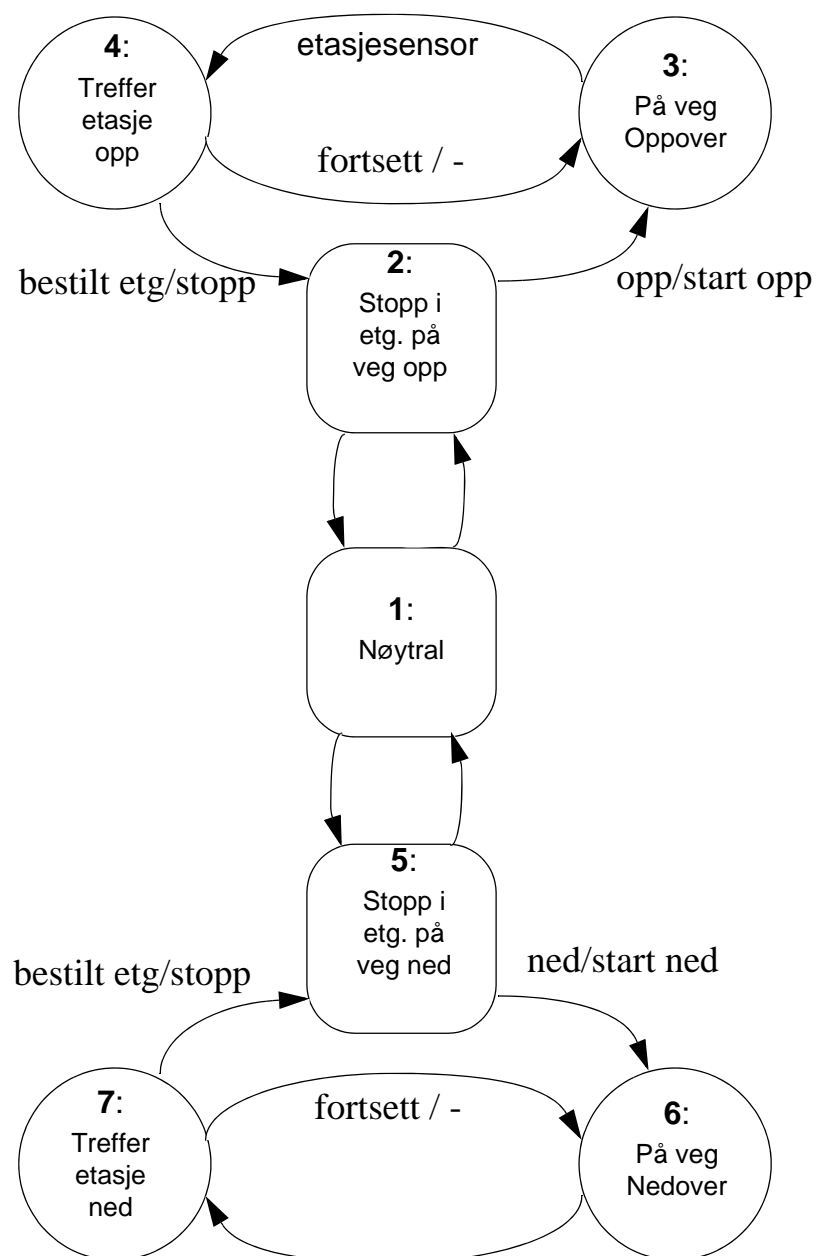 4:
Treffer
etasje
opp
etasjesensor
3:
På veg
Oppover
fortsett / -
bestilt etg/stopp
2:
Stopp i
etg. på
veg opp
opp/start opp
1:
Nøytral
5:
Stopp i
etg. på
veg ned
bestilt etg/stopp
ned/start ned
7:
Treffer
etasje
ned
fortsett / -
6:
På veg
Nedover